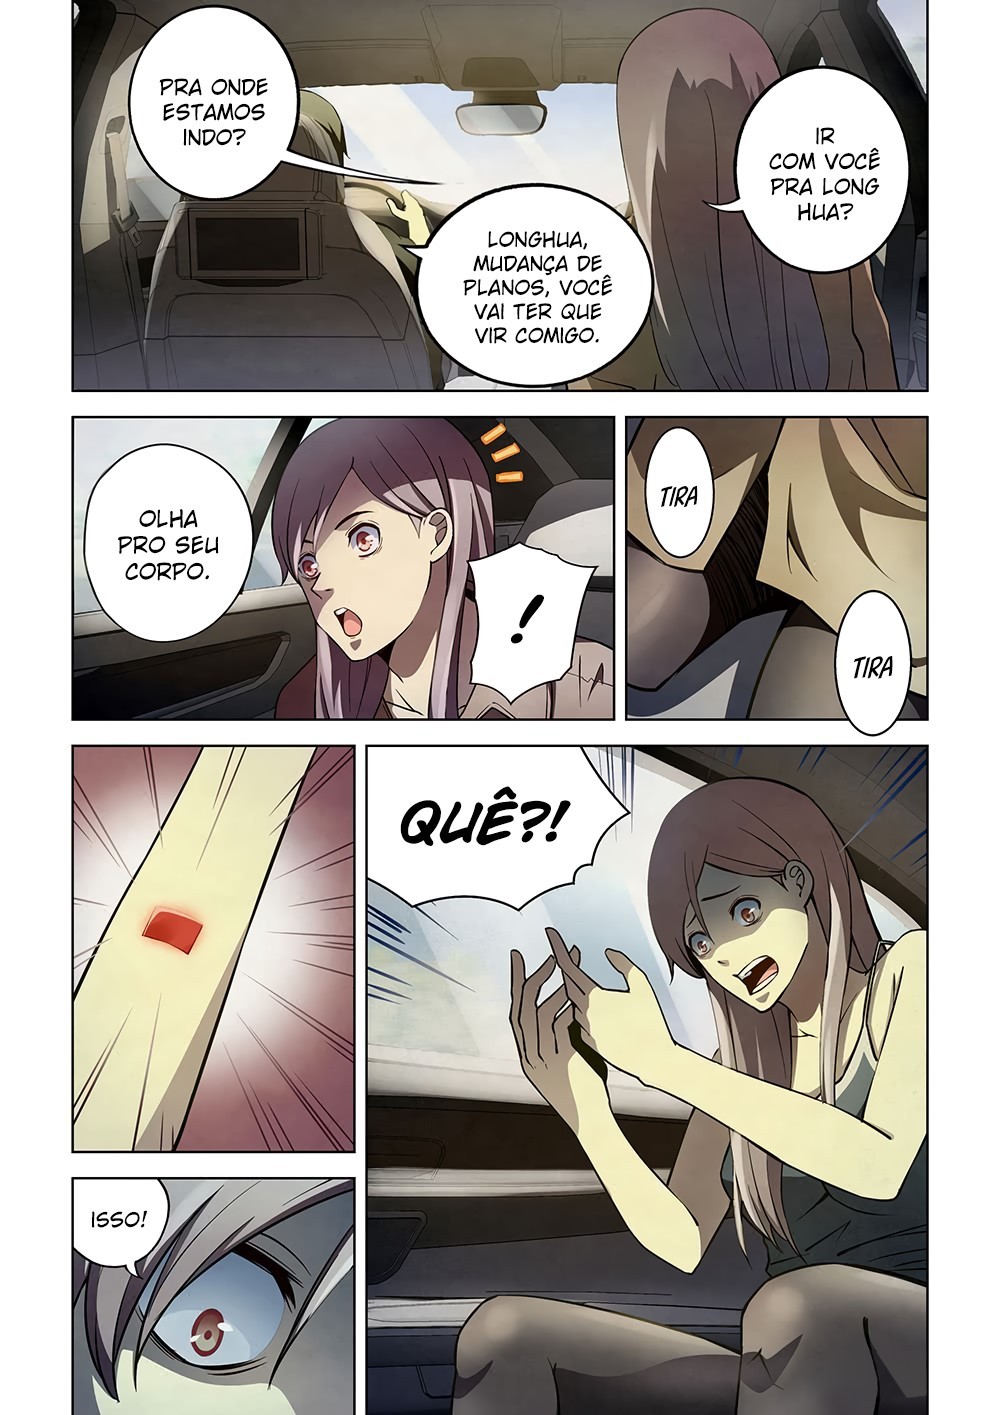 PRA ONDE
ESTAMOS
INDO?
LONGHUA,
MUDANÇA DE
PLANOS, VOCÊ
VAI TER QUE
VIR COMIGO.
IR
COM VOCÊ
PRA LONG
HUA?
OLHA
PRO SEU
CORPO.
!
TIRA
TIRA
QUÊ?!
ISSO!